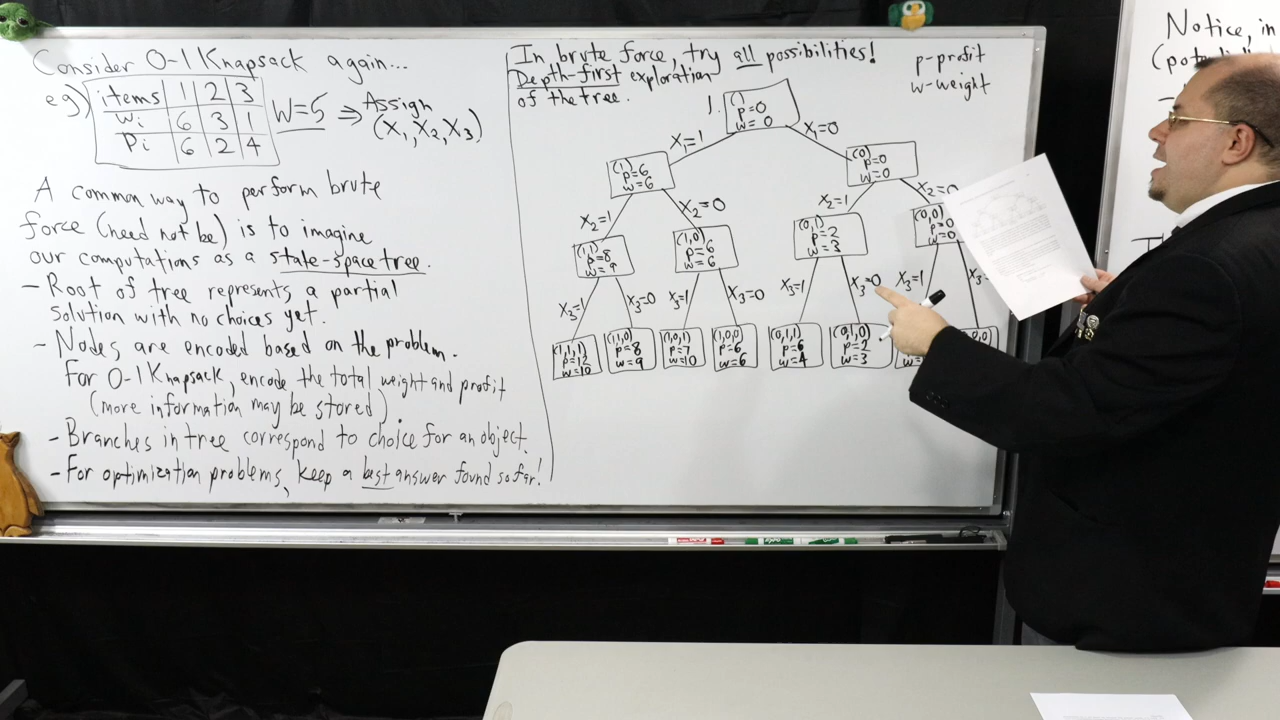 Consider 0-1 Knapsack again...
eg) items 1 2 3
wi 6 3 1
Pi 6 2 4
W=5 ⇒ Assign
(X1, X2, X3)
A common way to perform brute
force (need not be) is to imagine
our computations as a state-space tree.
- Root of tree represents a partial
solution with no choices yet.
- Nodes are encoded based on the problem.
For 0-1 Knapsack, encode the total weight and profit
(more information may be stored)
- Branches in tree correspond to choice for an object.
- For optimization problems, keep a best answer found so far!
In brute force, try all possibilities!
Depth-first exploration
of the tree.
p-profit
w-weight
1.
()
p=0
w=0
X1=1
X1=0
(1)
p=6
w=6
(0)
p=0
w=0
X2=1
X2=0
X2=1
X2=0
(1,1)
p=8
w=9
(1,0)
p=6
w=6
(0,1)
p=2
w=3
(0,0)
p=0
w=0
X3=1
X3=0
X3=1
X3=0
X3=1
X3=0
X3=1
X3=
(1,1,1)
p=12
w=10
(1,1,0)
p=8
w=9
(1,0,1)
p=7
w=10
(1,0,0)
p=6
w=6
(0,1,1)
p=6
w=4
(0,1,0)
p=2
w=3
w=
Notice, in